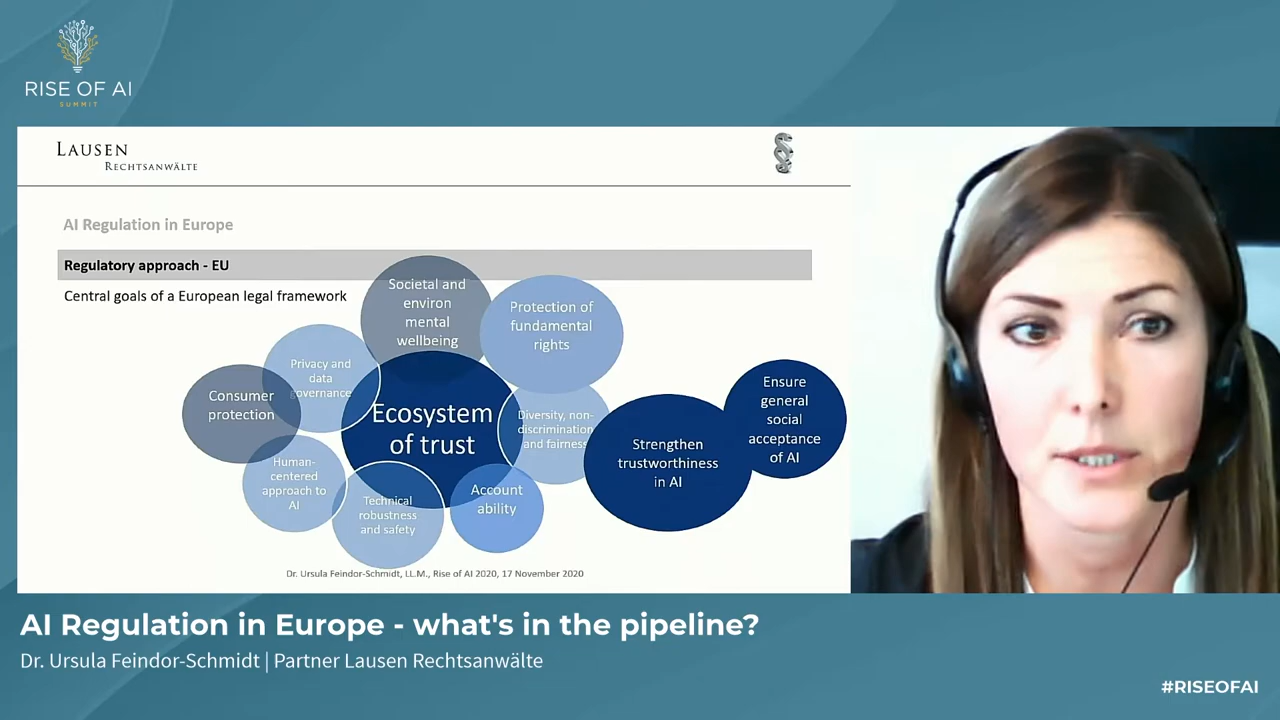 RISE OF AI
SUMMIT
LAUSEN
RECHTSANWÄLTE
AI Regulation in Europe
Regulatory approach - EU
Central goals of a European legal framework
Societal and
environ
mental
wellbeing
Protection of
fundamental
rights
Privacy and
data
governance
Consumer
protection
Ecosystem
of trust
Diversity, non-
discrimination
and fairness
Human-
centered
approach to
AI
Technical
robustness
and safety
Account
ability
Strengthen
trustworthiness
in AI
Ensure
general
social
acceptance
of AI
Dr. Ursula Feindor-Schmidt, LL.M., Rise of AI 2020, 17 November 2020
AI Regulation in Europe - what's in the pipeline?
Dr. Ursula Feindor-Schmidt | Partner Lausen Rechtsanwälte
#RISEOFAI